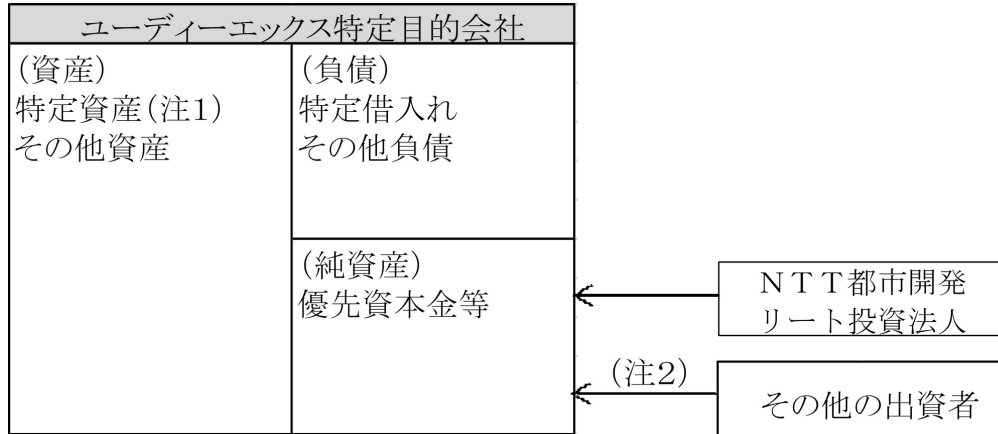 ユーディーエックス特定目的会社
(資産)
特定資産(注1)
その他資産
(負債)
特定借入れ
その他負債
(純資産)
優先資本金等
NTT都市開発
リート投資法人
(注2)
その他の出資者